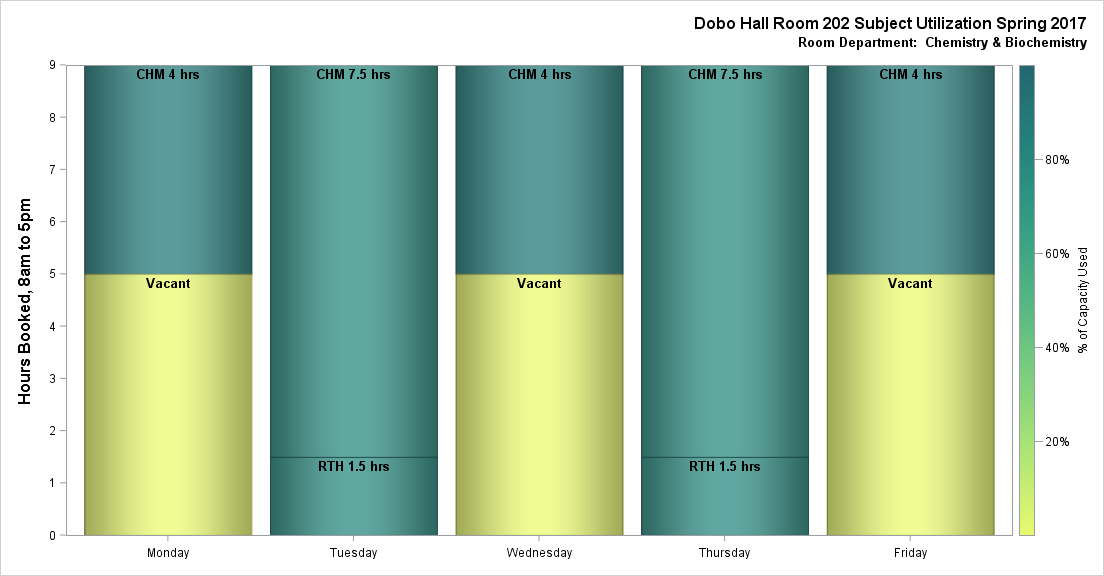 Dobo Hall Room 202 Subject Utilization Spring 2017
Room Department: Chemistry & Biochemistry
Hours Booked, 8am to 5pm
9
8
7
6
5
4
3
2
1
0
CHM 4 hrs
Vacant
CHM 7.5 hrs
RTH 1.5 hrs
CHM 4 hrs
Vacant
CHM 7.5 hrs
RTH 1.5 hrs
CHM 4 hrs
Vacant
Monday
Tuesday
Wednesday
Thursday
Friday
80%
60%
40%
20%
% of Capacity Used